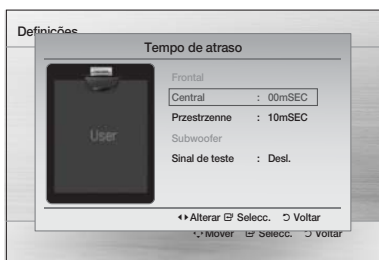 Definições
Tempo de atraso
User
Frontal
Central : 00mSEC
Przestrzenne : 10mSEC
Subwoofer
Sinal de teste : Desl.
Alterar Selecc. Voltar
Mover Selecc. Voltar